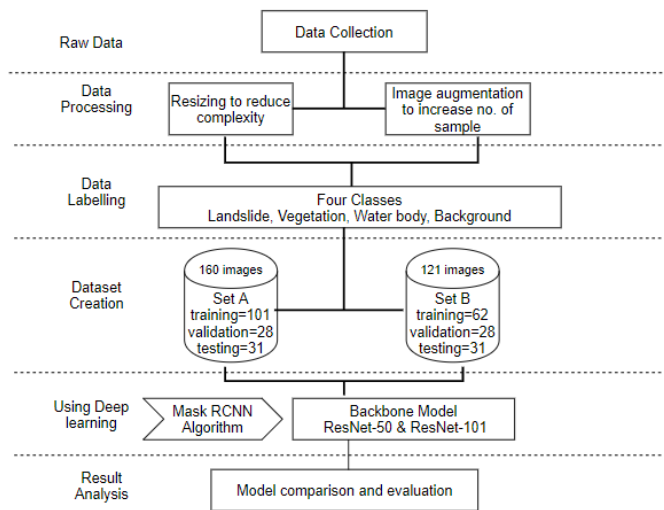 Raw Data
Data Collection
Data
Processing
Resizing to reduce
complexity
Image augmentation
to increase no. of
sample
Data
Labelling
Four Classes
Landslide, Vegetation, Water body, Background
Dataset
Creation
160 images
Set A
training=101
validation=28
testing=31
121 images
Set B
training=62
validation=28
testing=31
Using Deep
learning
Mask RCNN
Algorithm
Backbone Model
ResNet-50 & ResNet-101
Result
Analysis
Model comparison and evaluation